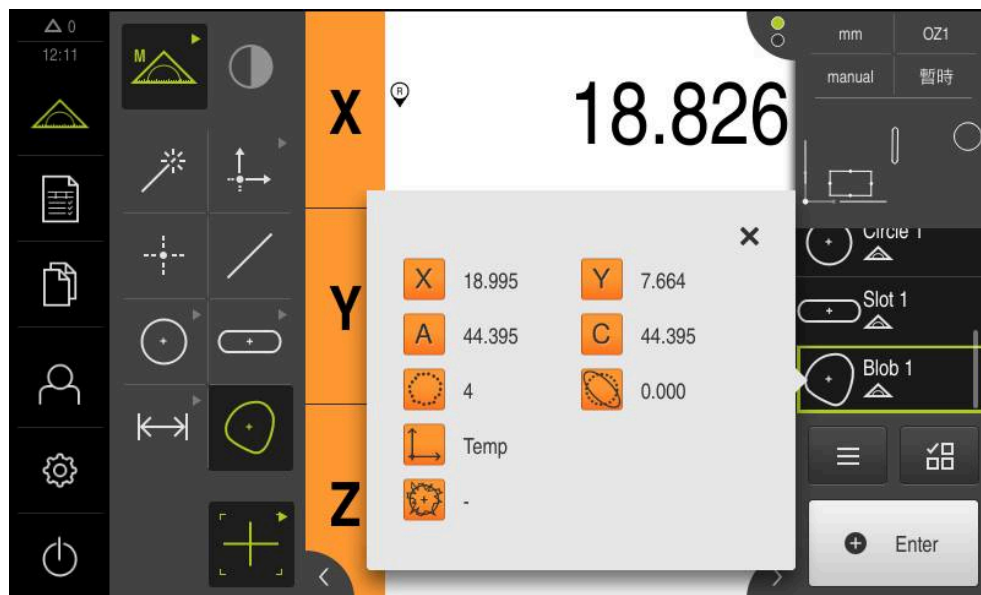 0
12:11
M
X
R
18.826
Y
Z
X 18.995 Y 7.664
A 44.395 C 44.395
4 0.000
Temp
-
mm OZ1
manual 暫時
Circle 1
Slot 1
Blob 1
Enter